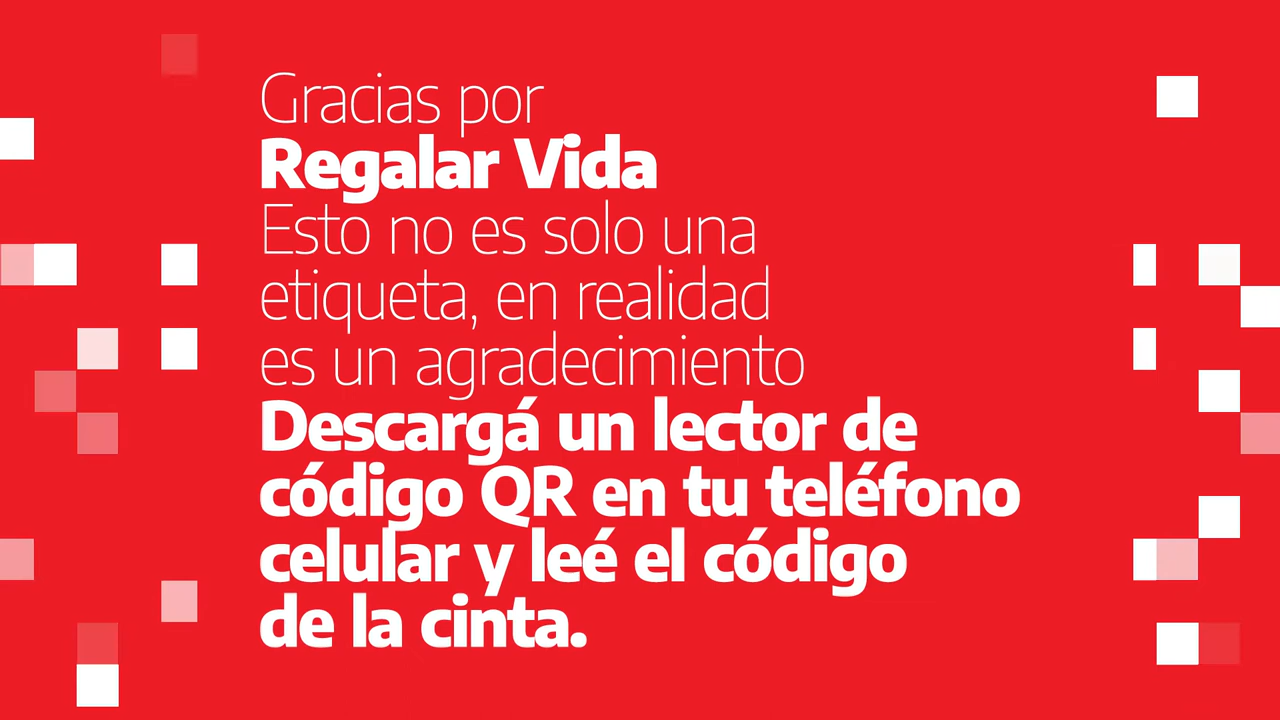 Gracias por
Regalar Vida
Esto no es solo una
etiqueta, en realidad
es un agradecimiento
Descargá un lector de
código QR en tu teléfono
celular y leé el código
de la cinta.